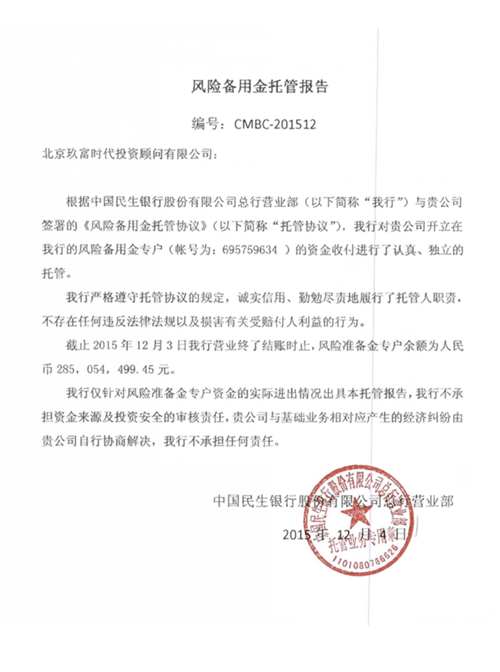 风险备用金托管报告
编号：CMBC-201512
北京玖富时代投资顾问有限公司：
根据中国民生银行股份有限公司总行营业部（以下简称“我行”）与贵公司
签署的《风险备用金托管协议》（以下简称“托管协议”），我行对贵公司开立在
我行的风险备用金专户（帐号为：695759634 ）的资金收付进行了认真、独立的
托管。
我行严格遵守托管协议的规定，诚实信用、勤勉尽责地履行了托管人职责，
不存在任何违反法律法规以及损害有关受赔付人利益的行为。
截止 2015 年 12 月 3 日我行营业终了结账时止，风险准备金专户余额为人民
币 285，054，499.45 元。
我行仅针对风险准备金专户资金的实际进出情况出具本托管报告，我行不承
担资金来源及投资安全的审核责任，贵公司与基础业务相对应产生的经济纠纷由
贵公司自行协商解决，我行不承担任何责任。
中国民生银行股份有限公司总行营业部
2015 年 12 月 4 日
中国民生银行股份有限公司总行营业部
托管业务专用章
1101080766626